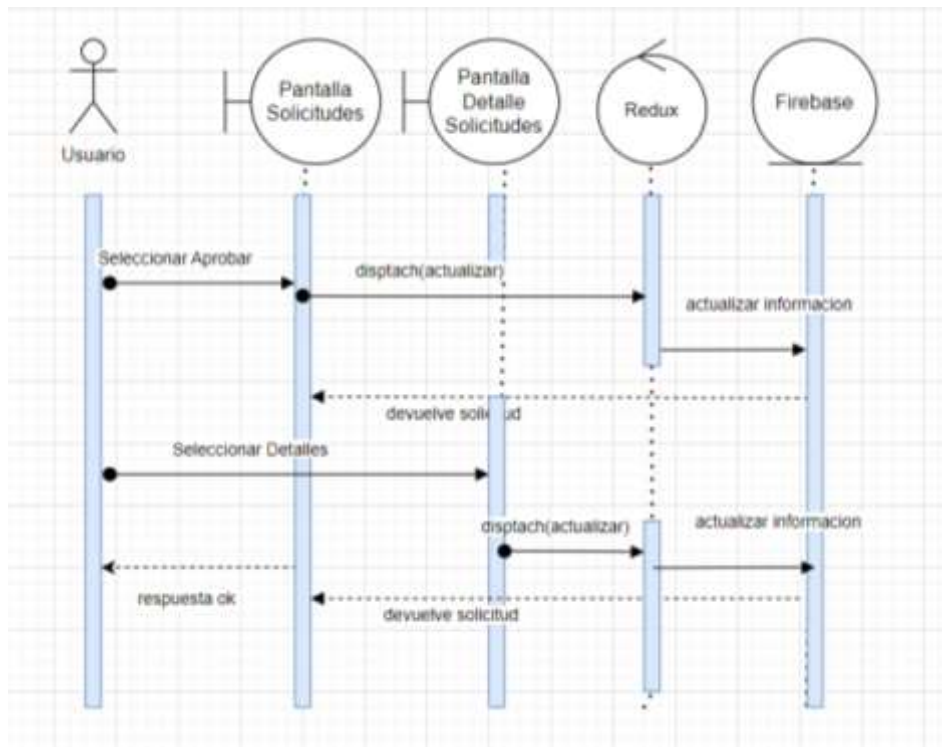 Pantalla
Solicitudes
Pantalla
Detalle
Solicitudes
Redux
Firebase
Usuario
Seleccionar Aprobar
disptach(actualizar)
actualizar informacion
devuelve solicitud
Seleccionar Detalles
disptach(actualizar)
actualizar informacion
respuesta ok
devuelve solicitud